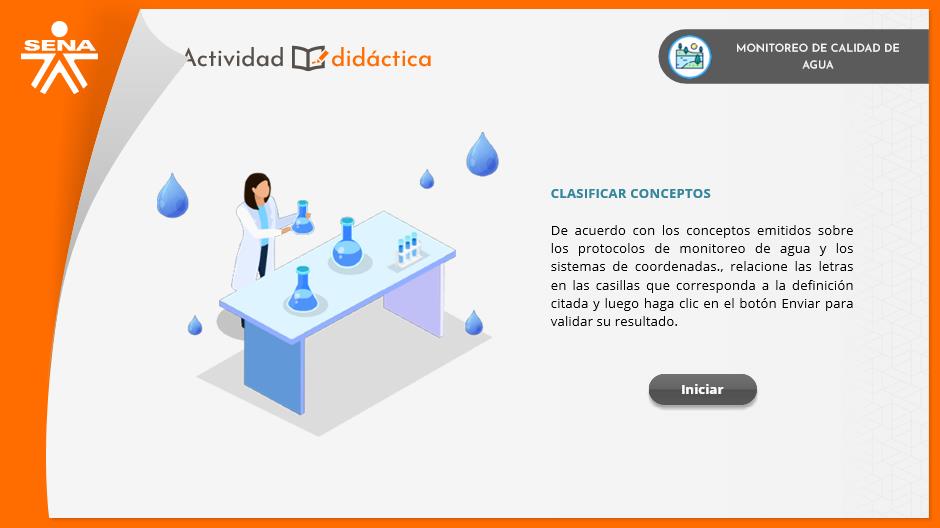 SENA
Actividad didáctica
MONITOREO DE CALIDAD DE
AGUA
CLASIFICAR CONCEPTOS
De acuerdo con los conceptos emitidos sobre
los protocolos de monitoreo de agua y los
sistemas de coordenadas., relacione las letras
en las casillas que corresponda a la definición
citada y luego haga clic en el botón Enviar para
validar su resultado.
Iniciar